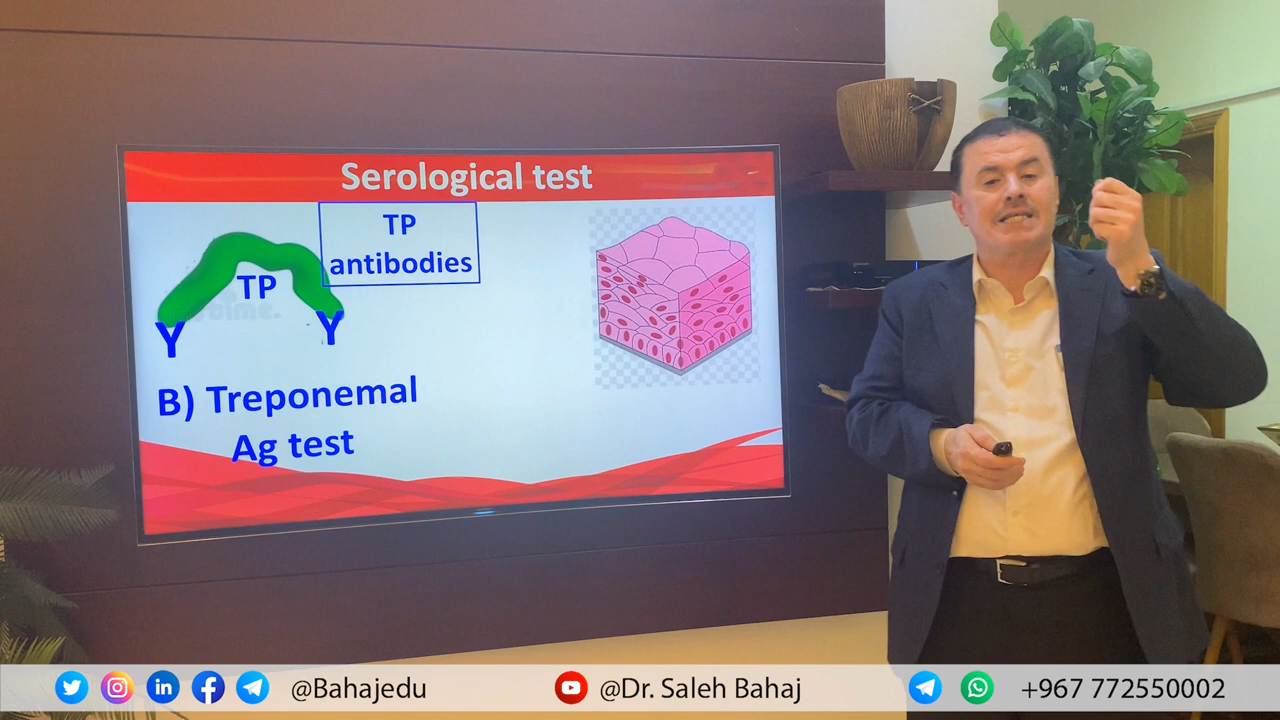 Serological test
TP
antibodies
TP
Y
Y
B) Treponemal
Ag test
@Bahajedu
@Dr. Saleh Bahaj
+967 772550002